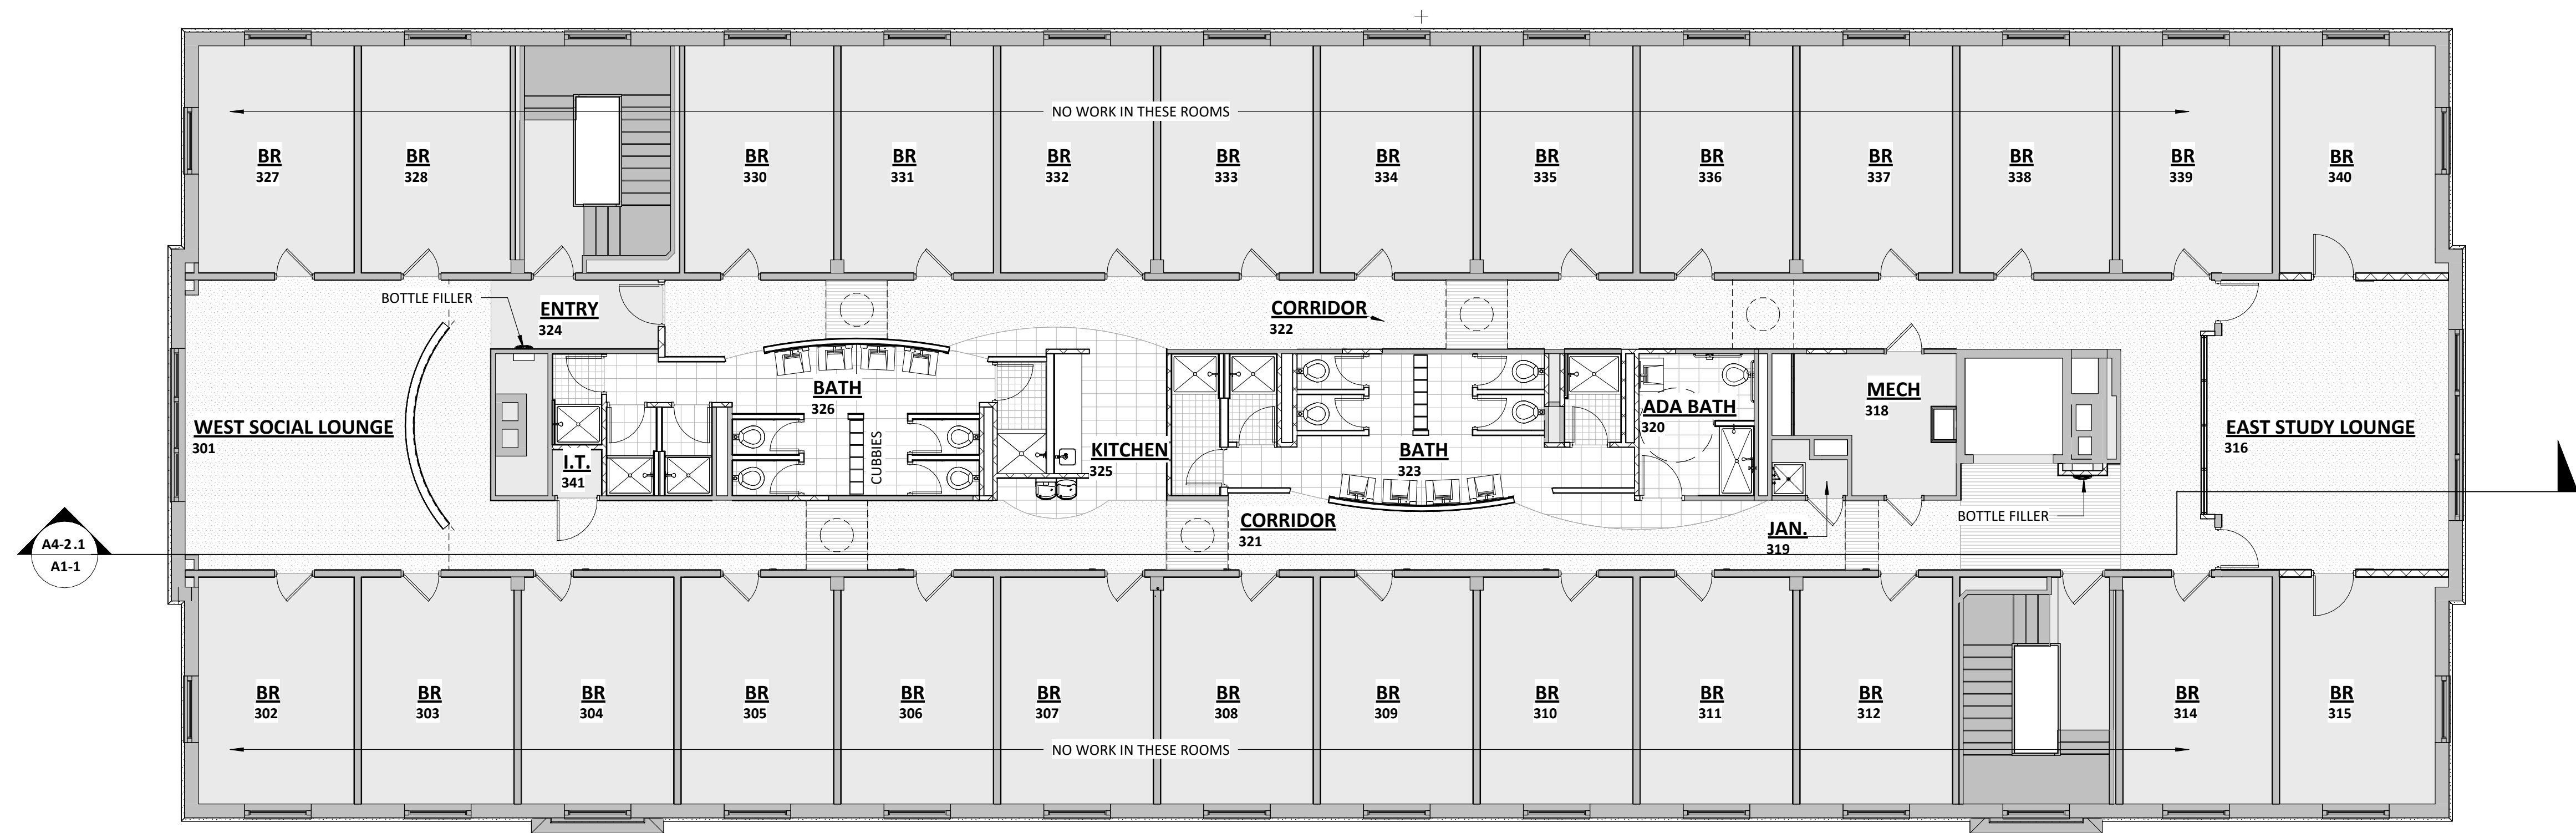 NO WORK IN THESE ROOMS
BR
327
BR
328
BR
330
BR
331
BR
332
BR
333
BR
334
BR
335
BR
336
BR
337
BR
338
BR
339
BR
340
BOTTLE FILLER
ENTRY
324
CORRIDOR
322
BATH
326
CUBBIES
WEST SOCIAL LOUNGE
301
I.T.
341
KITCHEN
325
BATH
323
ADA BATH
320
MECH
318
EAST STUDY LOUNGE
316
BOTTLE FILLER
CORRIDOR
321
JAN.
319
A4-2.1
A1-1
BR
302
BR
303
BR
304
BR
305
BR
306
BR
307
BR
308
BR
309
BR
310
BR
311
BR
312
BR
314
BR
315
NO WORK IN THESE ROOMS